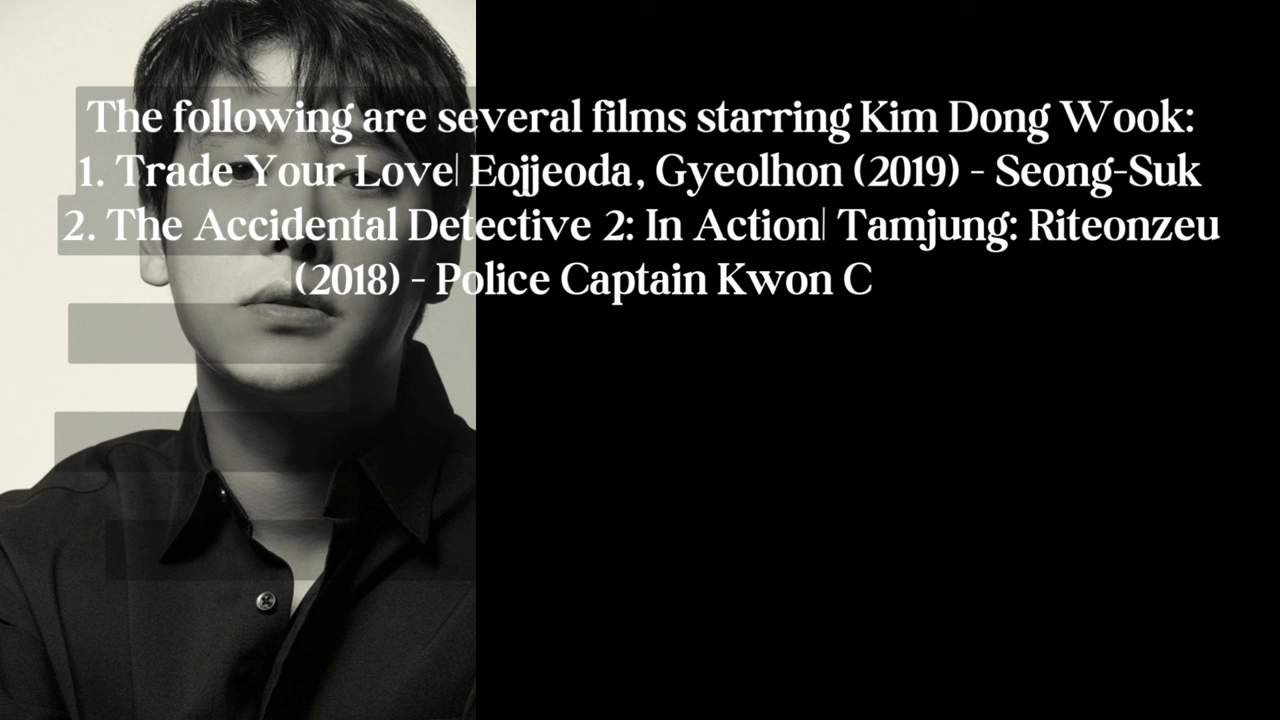 The following are several films starring Kim Dong Wook:
1. Trade Your Love| Eojjeoda, Gyeolhon (2019) - Seong-Suk
2. The Accidental Detective 2: In Action| Tamjung: Riteonzeu
(2018) - Police Captain Kwon C